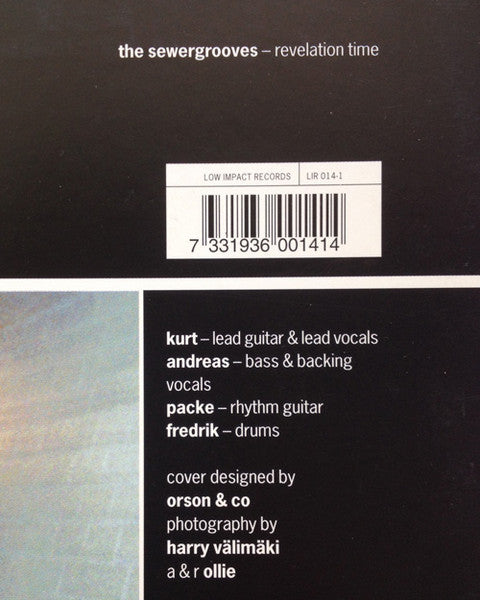 the sewergrooves – revelation time
LOW IMPACT RECORDS LIR 014-1
7 331936 001414
kurt – lead guitar & lead vocals
andreas – bass & backing
vocals
packe – rhythm guitar
fredrik – drums
cover designed by
orson & co
photography by
harry välimäki
a & r ollie